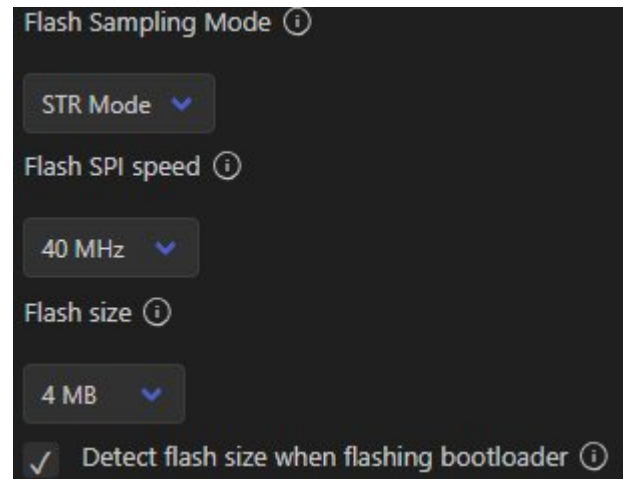 Flash Sampling Mode
STR Mode
Flash SPI speed
40 MHz
Flash size
4 MB
Detect flash size when flashing bootloader